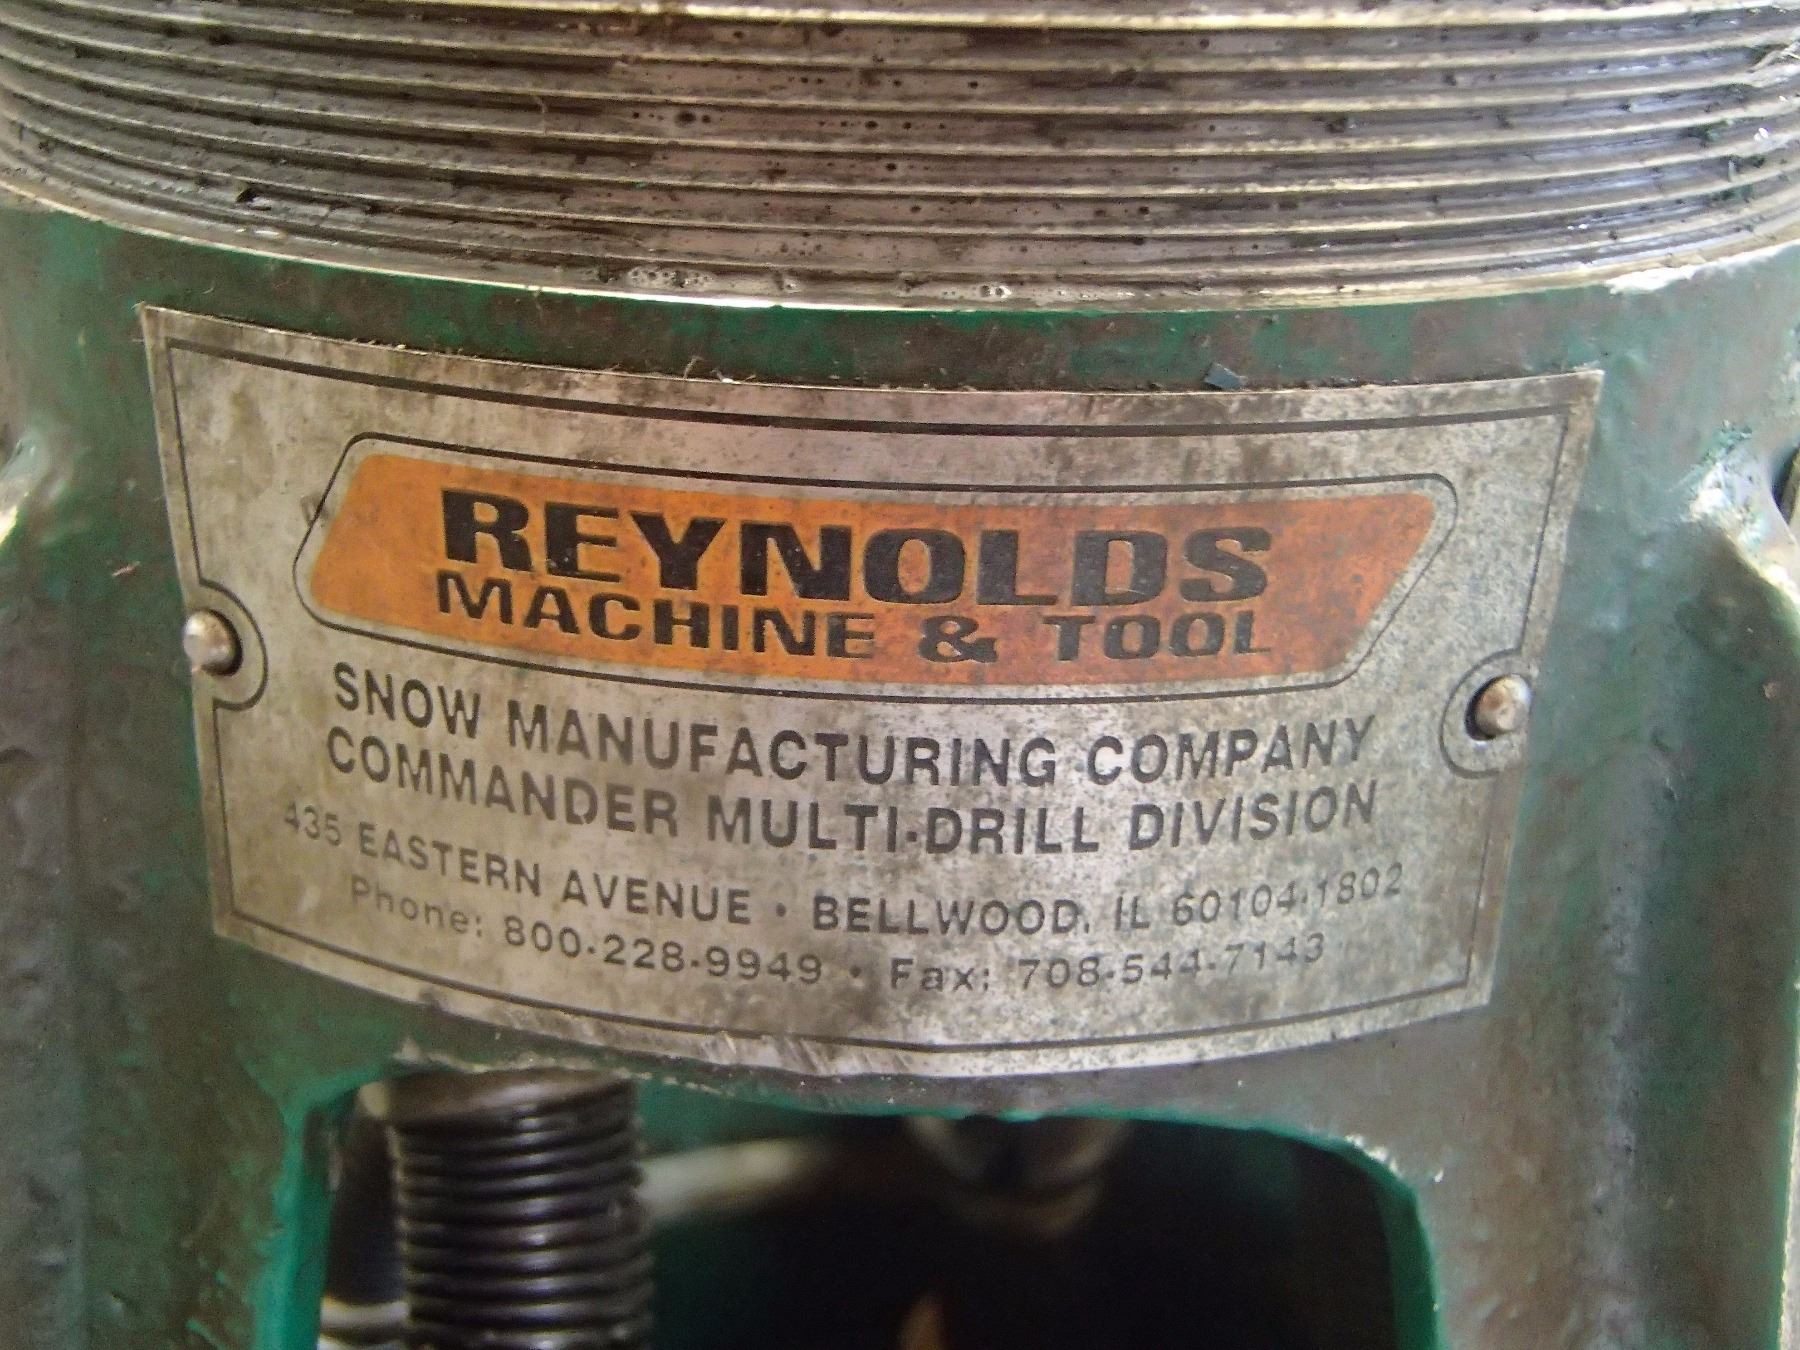 REYNOLDS
MACHINE & TOOL
SNOW MANUFACTURING COMPANY
COMMANDER MULTI-DRILL DIVISION
435 EASTERN AVENUE • BELLWOOD, IL 60104-1802
Phone: 800-228-9949 • Fax: 708-544-7143